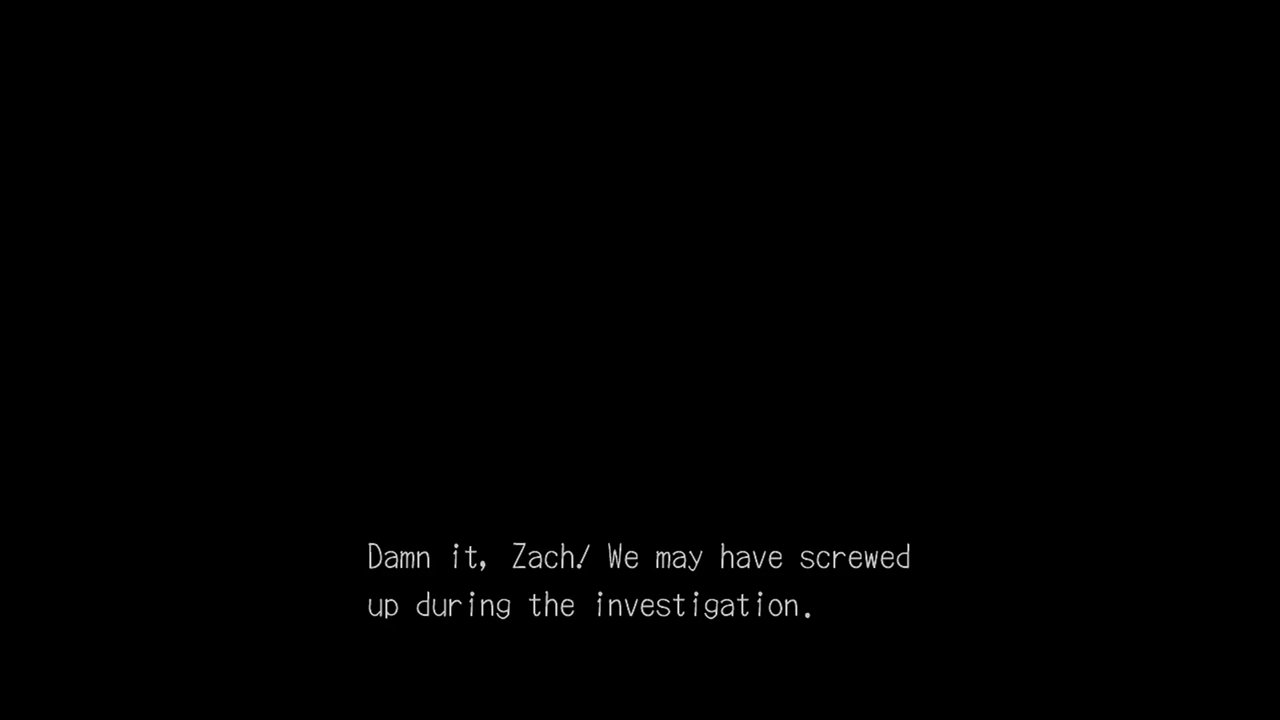 Damn it, Zach! We may have screwed
up during the investigation.